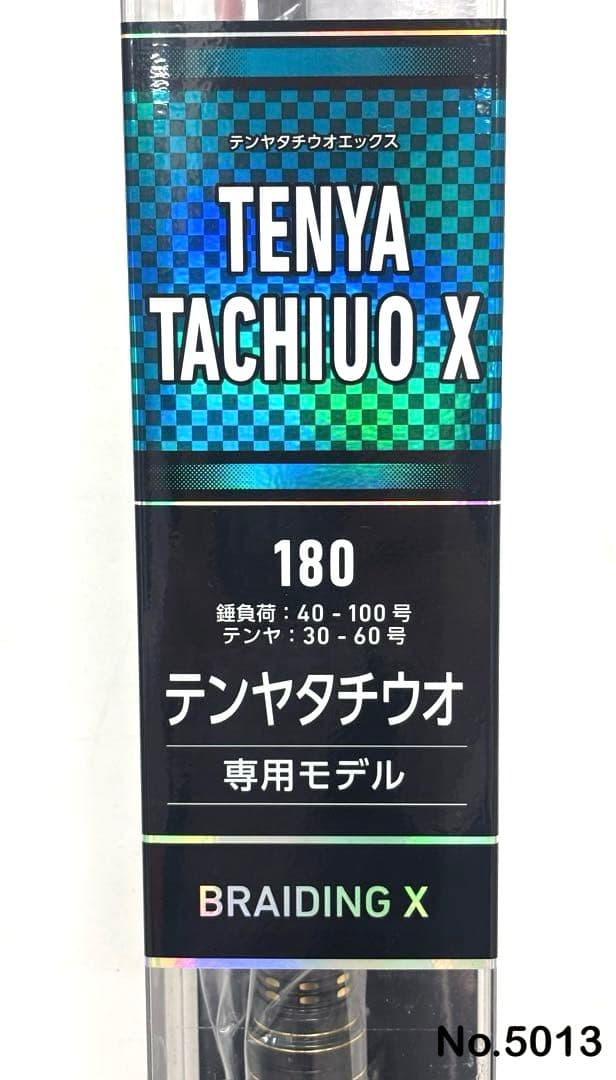 テンヤタチウオエックス
TENYA
TACHIUO X
180
錘負荷：40 - 100 号
テンヤ：30 - 60 号
テンヤタチウオ
専用モデル
BRAIDING X
No.5013